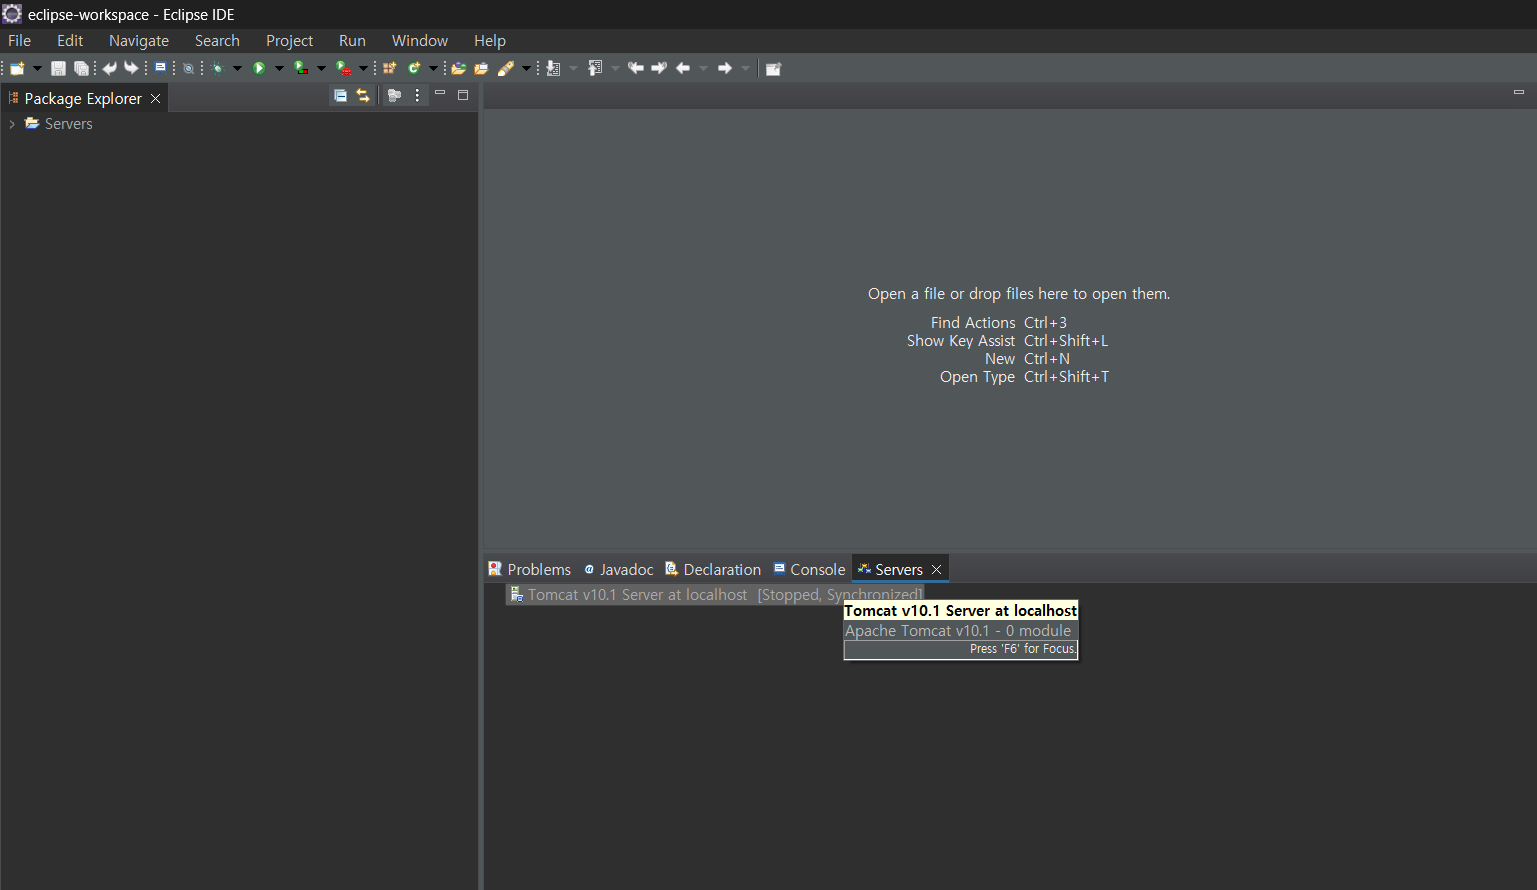 eclipse-workspace - Eclipse IDE
File Edit Navigate Search Project Run Window Help
Package Explorer
Servers
Open a file or drop files here to open them.
Find Actions Ctrl+3
Show Key Assist Ctrl+Shift+L
New Ctrl+N
Open Type Ctrl+Shift+T
Problems Javadoc Declaration Console Servers
Tomcat v10.1 Server at localhost [Stopped, Synchronized]
Tomcat v10.1 Server at localhost
Apache Tomcat v10.1 - 0 module
Press 'F6' for Focus.